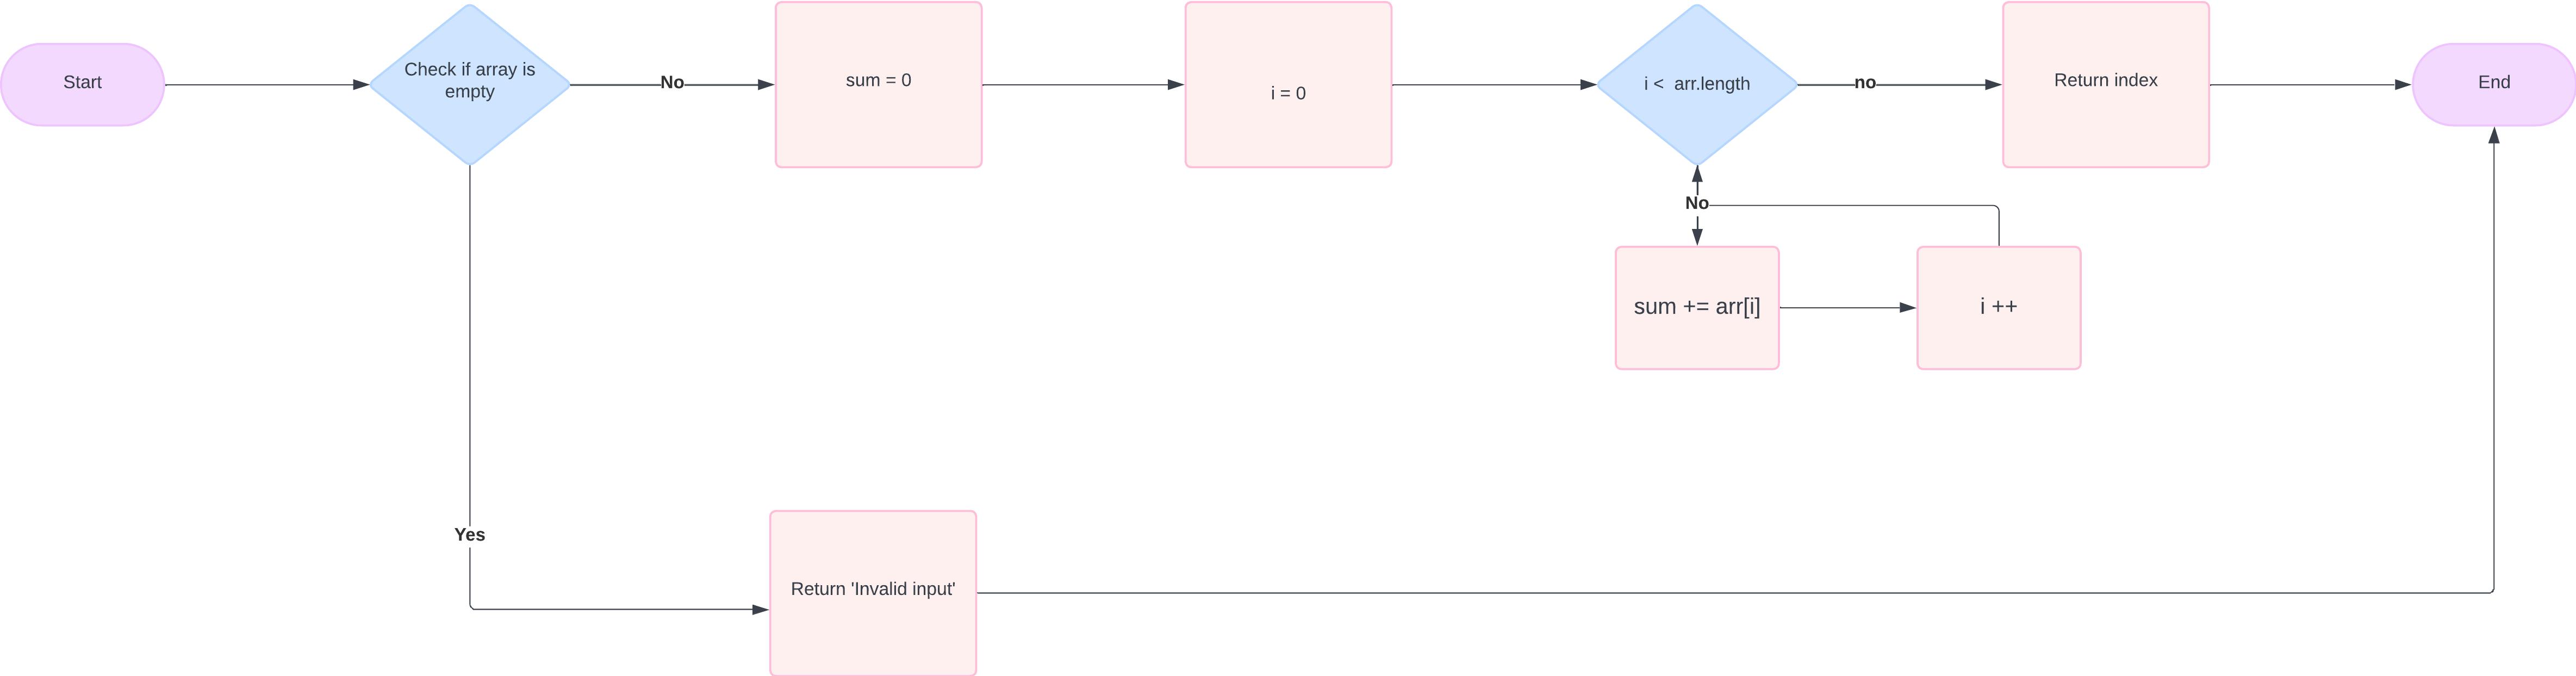 Start
Check if array is
empty
No
sum = 0
i = 0
i <  arr.length
no
Return index
End
No
sum += arr[i]
i ++
Yes
Return 'Invalid input'